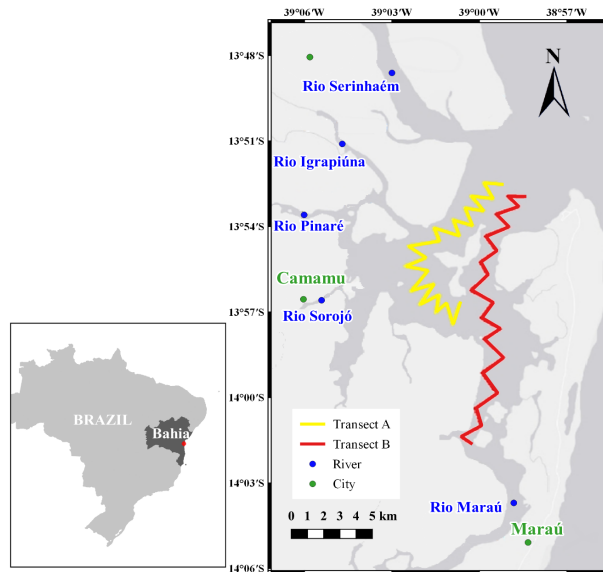 39°06'W 39°03'W 39°00'W 38°57'W
13°48'S
N
Rio Serinhaém
13°51'S
Rio Igrapiúna
13°54'S
Rio Pinaré
Camamu
13°57'S
Rio Sorojó
BRAZIL
Bahia
14°00'S
Transect A
Transect B
River
City
14°03'S
Rio Maraú
0 1 2 3 4 5 km
Maraú
14°06'S